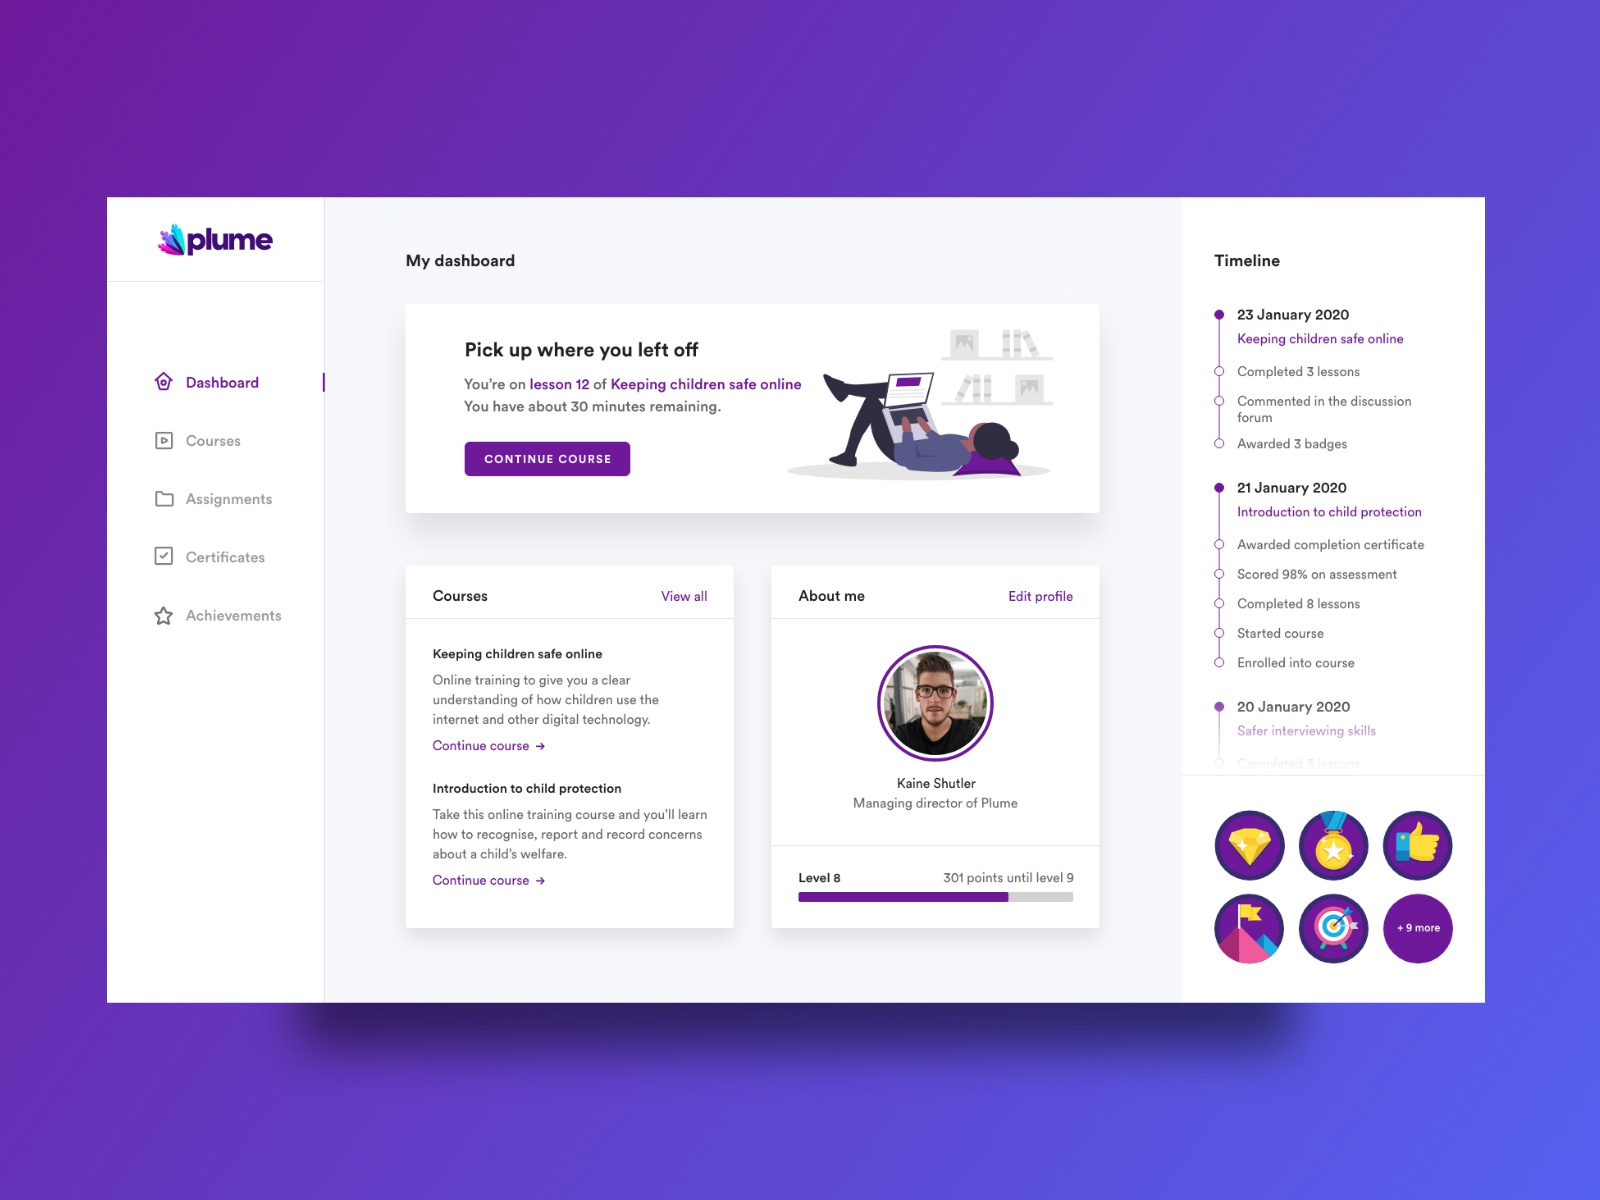 plume
Dashboard
Courses
Assignments
Certificates
Achievements
My dashboard
Pick up where you left off
You’re on lesson 12 of Keeping children safe online
You have about 30 minutes remaining.
CONTINUE COURSE
Courses
View all
Keeping children safe online
Online training to give you a clear
understanding of how children use the
internet and other digital technology.
Continue course →
Introduction to child protection
Take this online training course and you’ll learn
how to recognise, report and record concerns
about a child’s welfare.
Continue course →
About me
Edit profile
Kaine Shutler
Managing director of Plume
Level 8
301 points until level 9
Timeline
23 January 2020
Keeping children safe online
Completed 3 lessons
Commented in the discussion
forum
Awarded 3 badges
21 January 2020
Introduction to child protection
Awarded completion certificate
Scored 98% on assessment
Completed 8 lessons
Started course
Enrolled into course
20 January 2020
Safer interviewing skills
Completed 3 lessons
+ 9 more